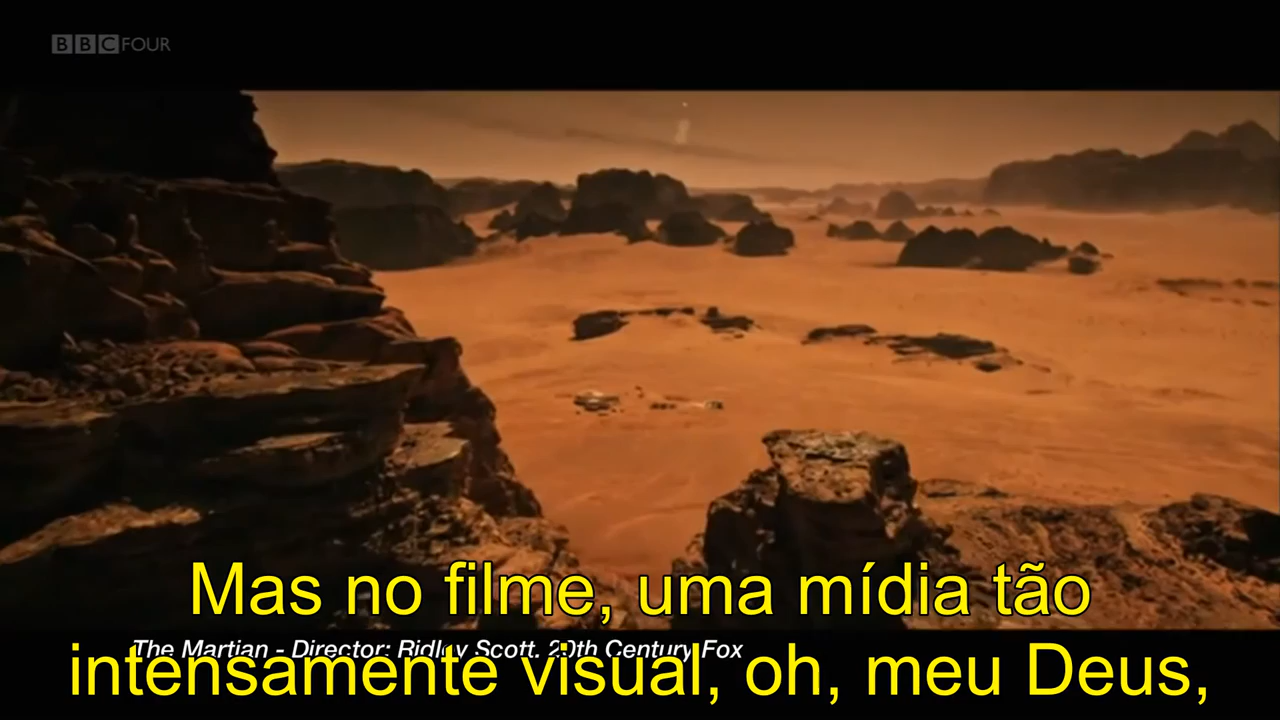 BBC FOUR
Mas no filme, uma mídia tão
The Martian - Director: Ridley Scott. 20th Century Fox
intensamente visual, oh, meu Deus,